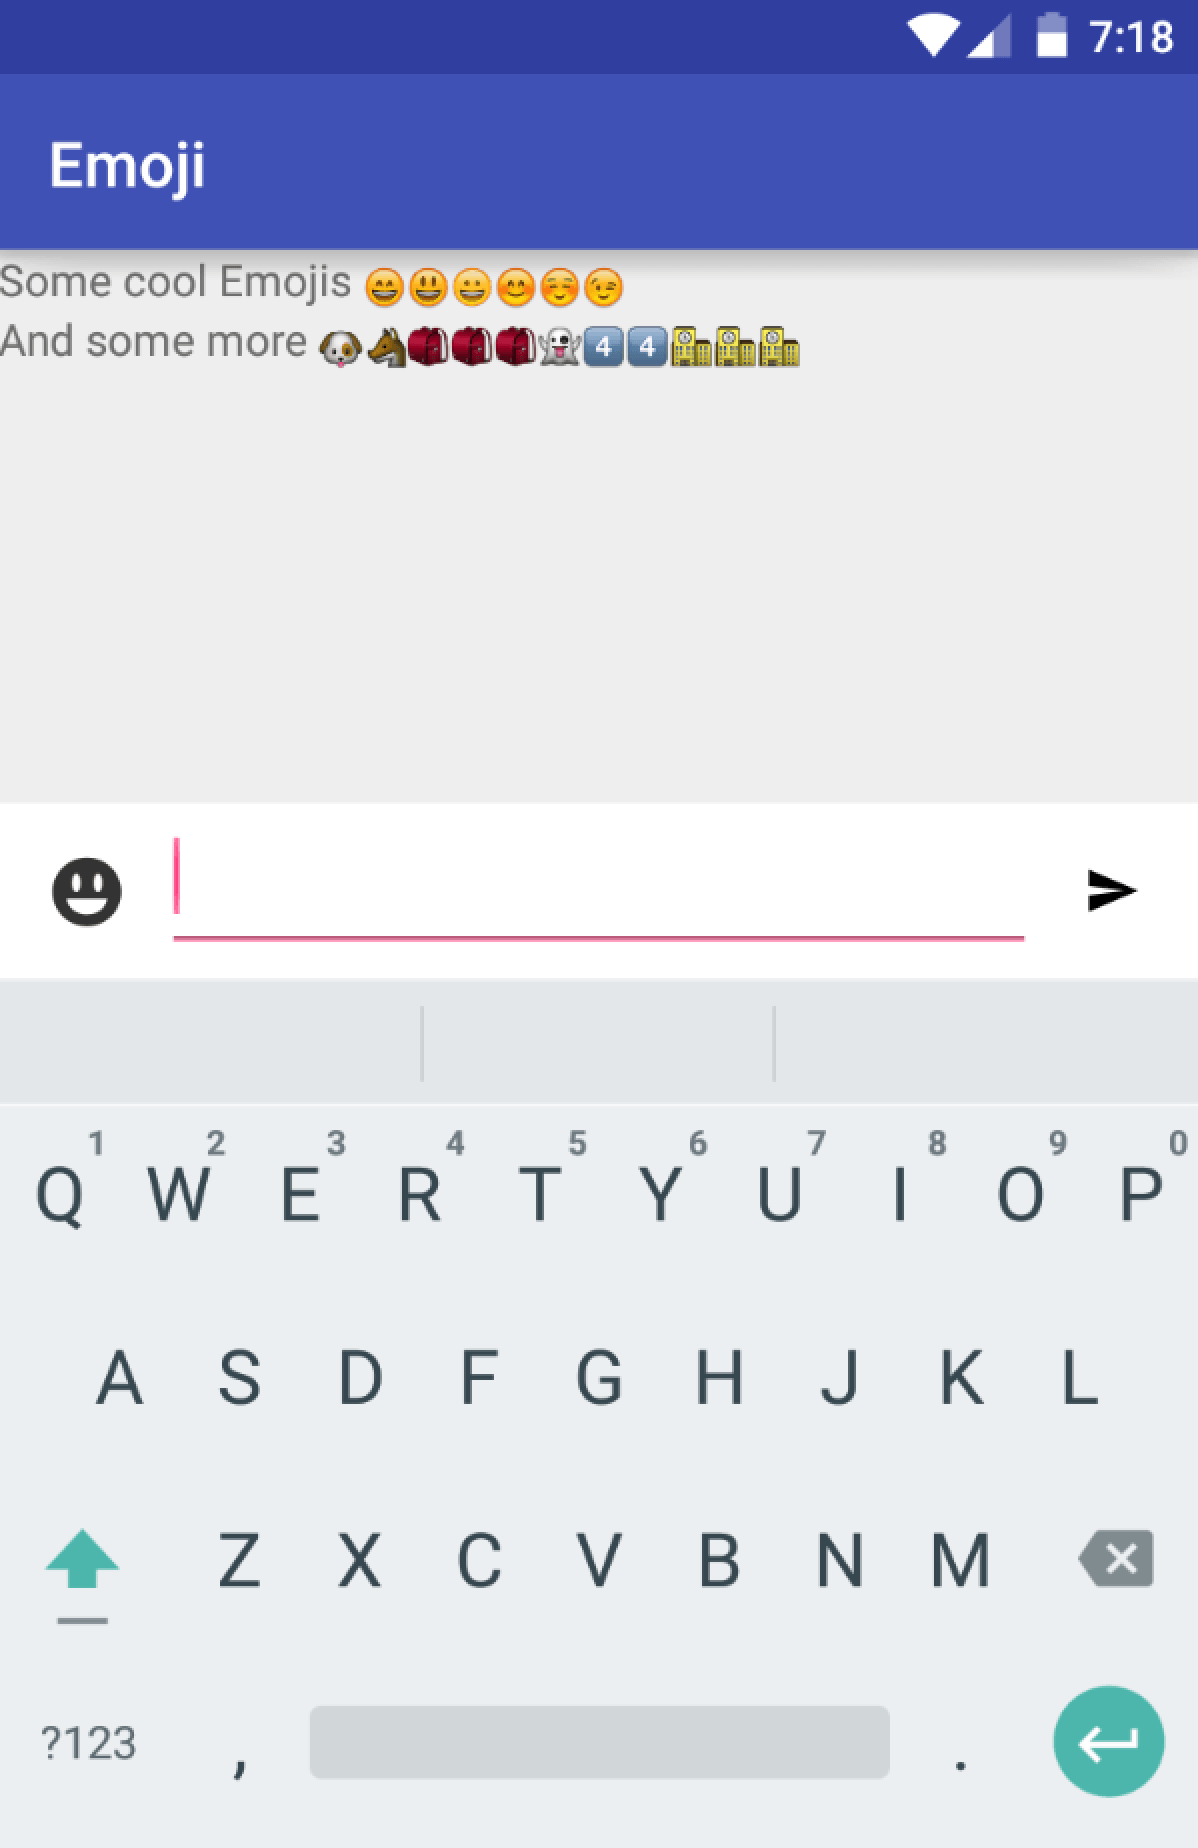 7:18
Emoji
Some cool Emojis 😄😃😀😊☺️😉
And some more 🐶🐴🎒🎒🎒👻4️⃣4️⃣🏫🏫🏫
1 2 3 4 5 6 7 8 9 0
Q W E R T Y U I O P
A S D F G H J K L
Z X C V B N M
?123 , .